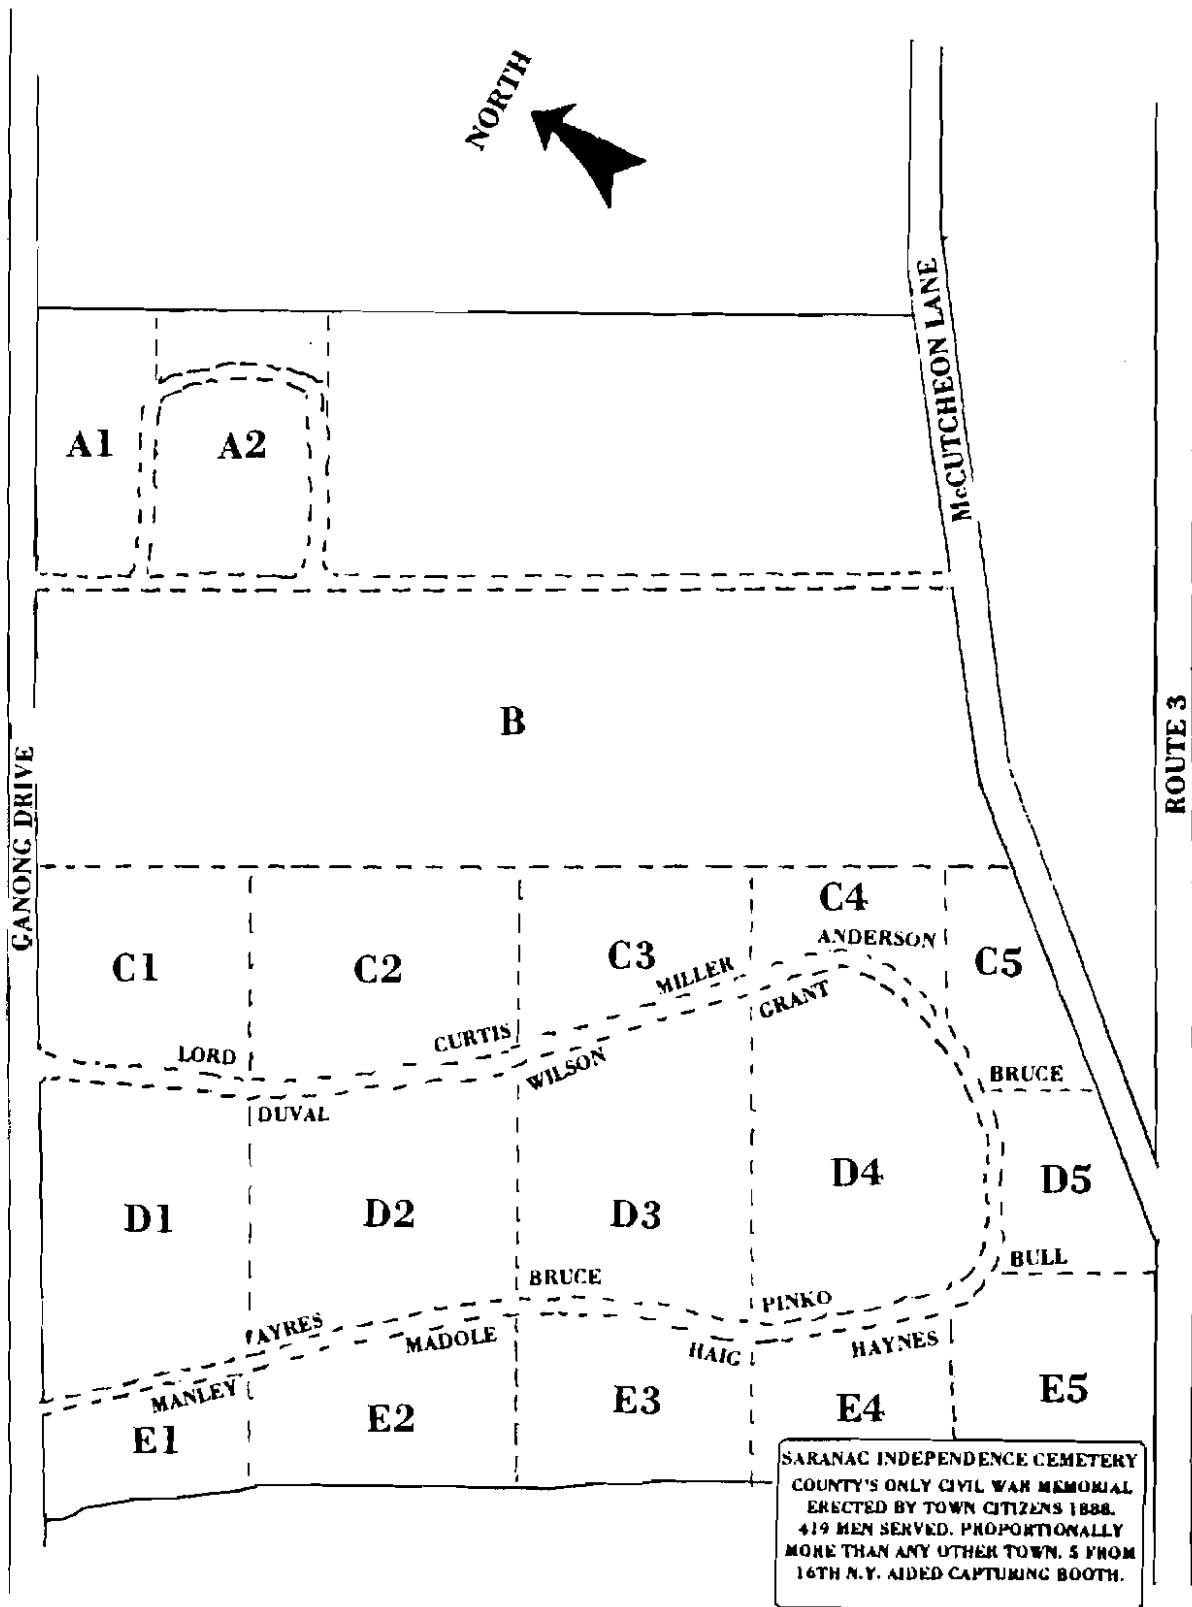 NORTH
McCUTCHEON LANE
A1
A2
B
ROUTE 3
GANONG DRIVE
C4
ANDERSON
C1
C2
C3
C5
MILLER
GRANT
CURTIS
LORD
WILSON
BRUCE
DUVAL
D4
D5
D1
D2
D3
BULL
BRUCE
PINKO
AYRES
MADOLE
HAIG
HAYNES
MANLEY
E1
E2
E3
E4
E5
SARANAC INDEPENDENCE CEMETERY
COUNTY'S ONLY CIVIL WAR MEMORIAL
ERECTED BY TOWN CITIZENS 1888.
419 MEN SERVED. PROPORTIONALLY
MORE THAN ANY OTHER TOWN. 5 FROM
16TH N.Y. AIDED CAPTURING BOOTH.